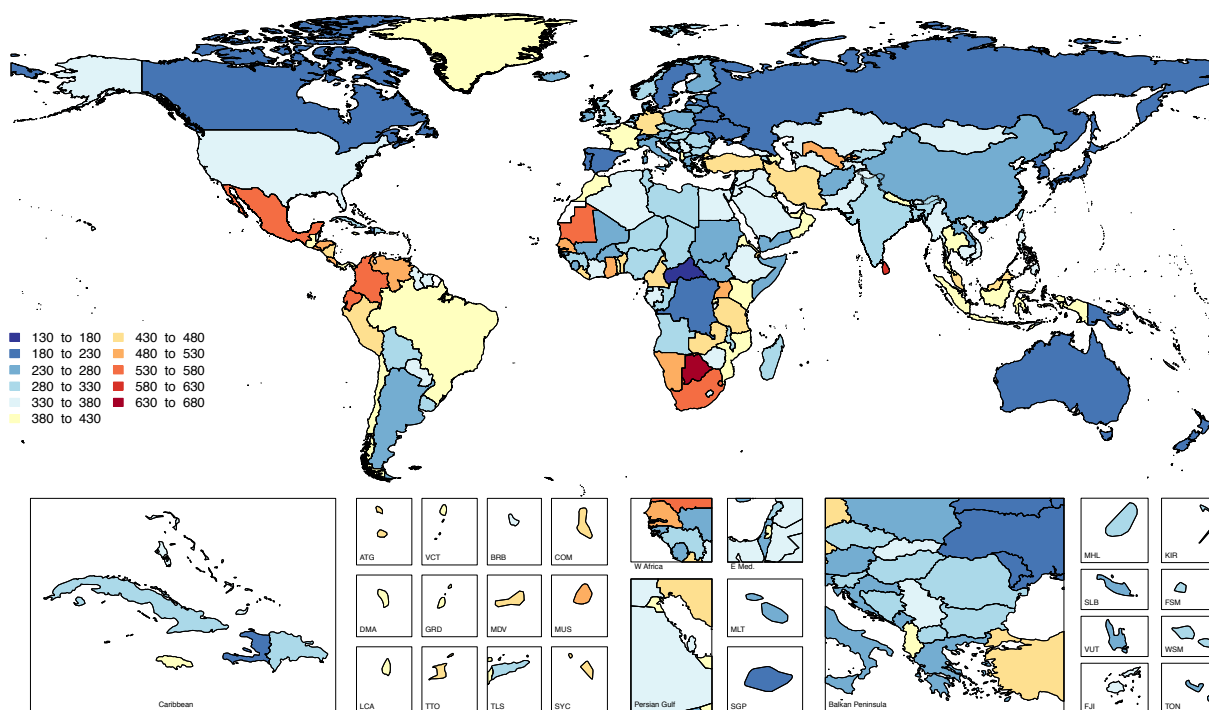 130 to 180
180 to 230
230 to 280
280 to 330
330 to 380
380 to 430
430 to 480
480 to 530
530 to 580
580 to 630
630 to 680
Caribbean
ATG
VCT
BRB
COM
DMA
GRD
MDV
MUS
LCA
TTO
TLS
SYC
W Africa
E Med.
Persian Gulf
MLT
SGP
Balkan Peninsula
MHL
KIR
SLB
FSM
VUT
WSM
FJI
TON